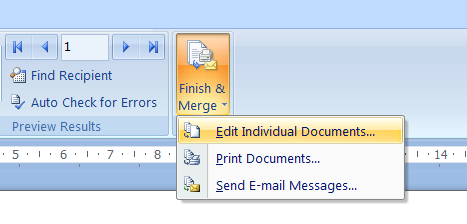 1
Find Recipient
Auto Check for Errors
Preview Results
Finish &
Merge
Edit Individual Documents...
Print Documents...
Send E-mail Messages...
5 6 7 8 14